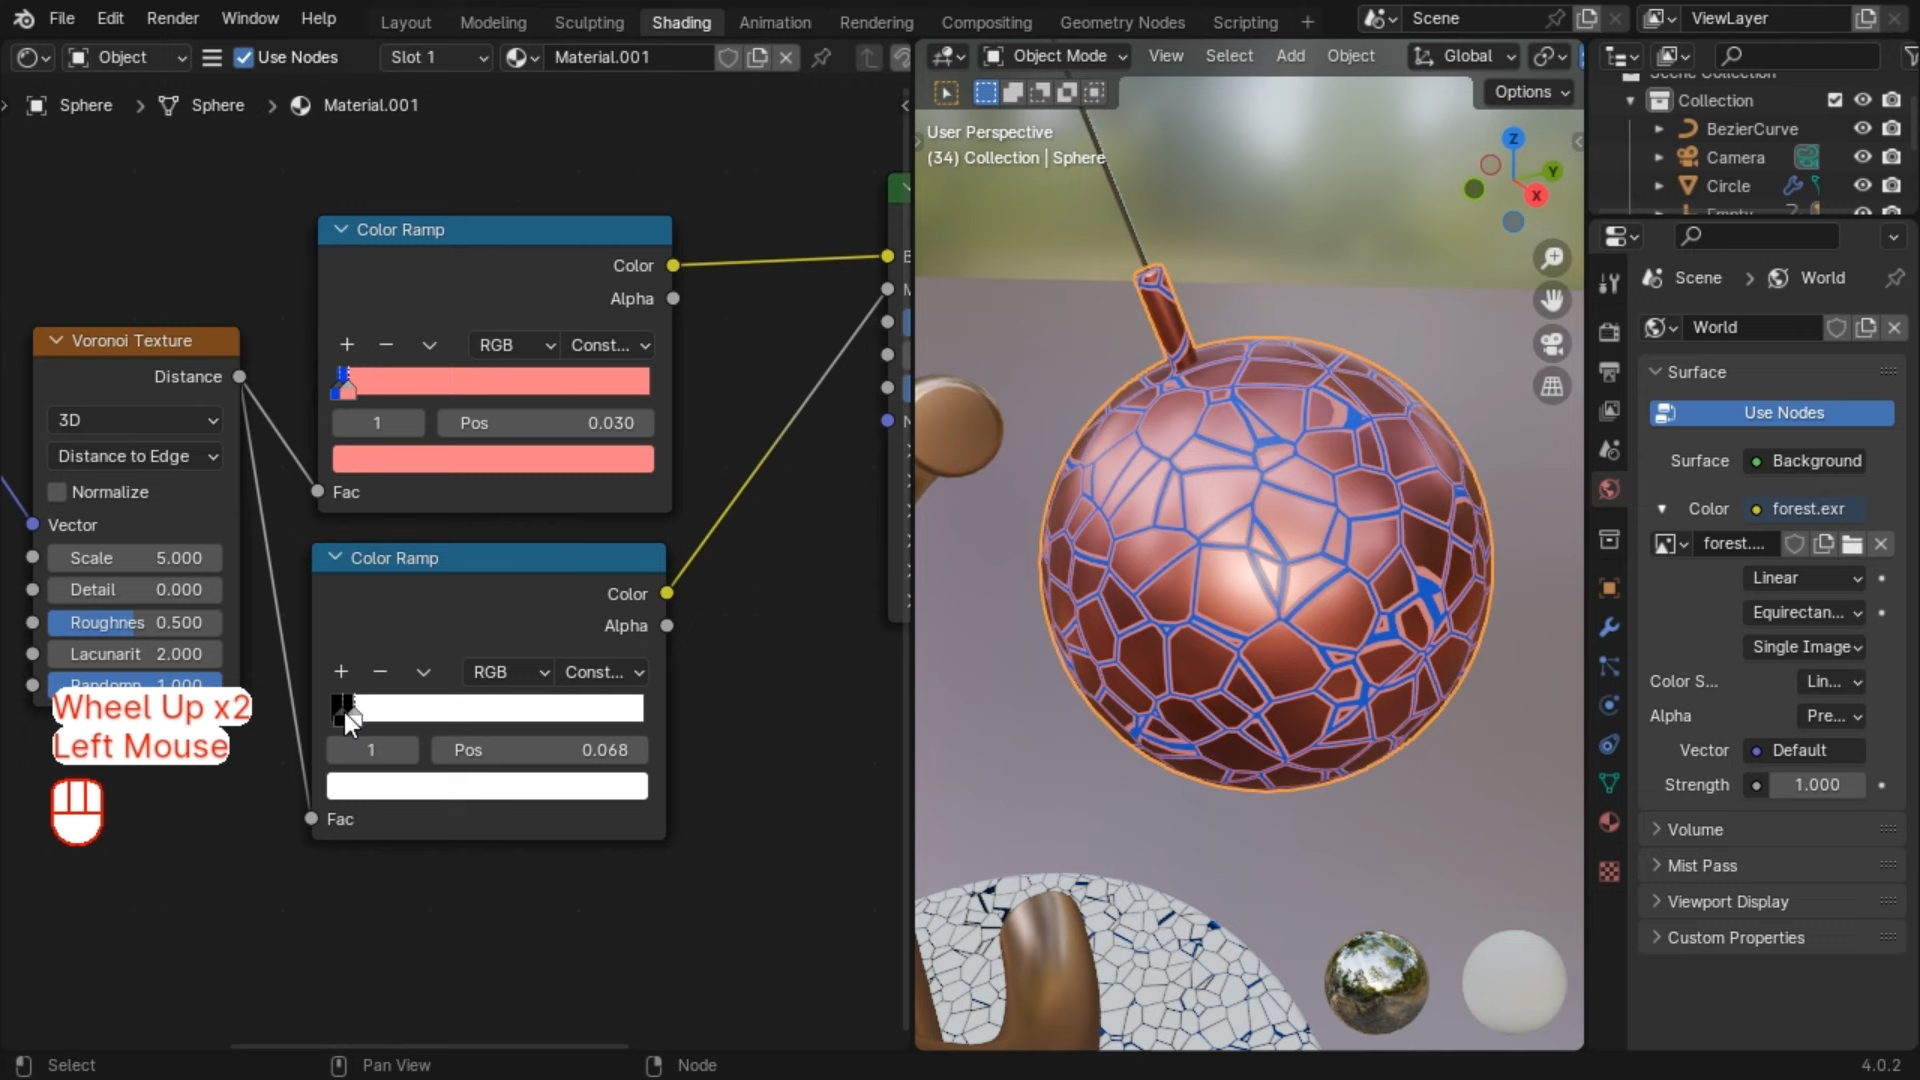 File Edit Render Window Help
Layout Modeling Sculpting Shading Animation Rendering Compositing Geometry Nodes Scripting +
Scene
ViewLayer
Object
Use Nodes
Slot 1
Material.001
Object Mode View Select Add Object
Global
Options
Sphere > Sphere > Material.001
User Perspective
(34) Collection | Sphere
Z
Y
X
Scene Collection
Collection
BezierCurve
Camera
Circle
Empty
Color Ramp
Color
Alpha
+ −
RGB
Const...
1
Pos 0.030
Fac
Voronoi Texture
Distance
3D
Distance to Edge
Normalize
Vector
Scale 5.000
Detail 0.000
Roughnes 0.500
Lacunarit 2.000
Randomn 1.000
Color Ramp
Color
Alpha
+ −
RGB
Const...
1
Pos 0.068
Fac
Wheel Up x2
Left Mouse
Scene > World
World
Surface
Use Nodes
Surface Background
Color forest.exr
forest....
Linear
Equirectan...
Single Image
Color S... Lin...
Alpha Pre...
Vector Default
Strength 1.000
Volume
Mist Pass
Viewport Display
Custom Properties
Select
Pan View
Node
4.0.2